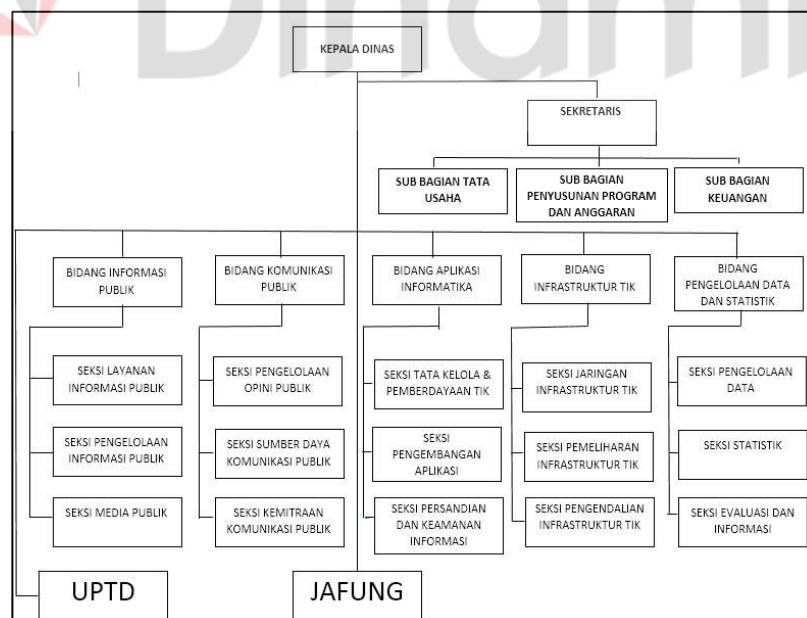 Dinami
KEPALA DINAS
SEKRETARIS
SUB BAGIAN TATA
USAHA
SUB BAGIAN
PENYUSUNAN PROGRAM
DAN ANGGARAN
SUB BAGIAN
KEUANGAN
BIDANG INFORMASI
PUBLIK
BIDANG KOMUNIKASI
PUBLIK
BIDANG APLIKASI
INFORMATIKA
BIDANG
INFRASTRUKTUR TIK
BIDANG
PENGELOLAAN DATA
DAN STATISTIK
SEKSI LAYANAN
INFORMASI PUBLIK
SEKSI PENGELOLAAN
OPINI PUBLIK
SEKSI TATA KELOLA &
PEMBERDAYAAN TIK
SEKSI JARINGAN
INFRASTRUKTUR TIK
SEKSI PENGELOLAAN
DATA
SEKSI PENGELOLAAN
INFORMASI PUBLIK
SEKSI SUMBER DAYA
KOMUNIKASI PUBLIK
SEKSI
PENGEMBANGAN
APLIKASI
SEKSI PEMELIHARAN
INFRASTRUKTUR TIK
SEKSI STATISTIK
SEKSI MEDIA PUBLIK
SEKSI KEMITRAAN
KOMUNIKASI PUBLIK
SEKSI PERSANDIAN
DAN KEAMANAN
INFORMASI
SEKSI PENGENDALIAN
INFRASTRUKTUR TIK
SEKSI EVALUASI DAN
INFORMASI
UPTD
JAFUNG